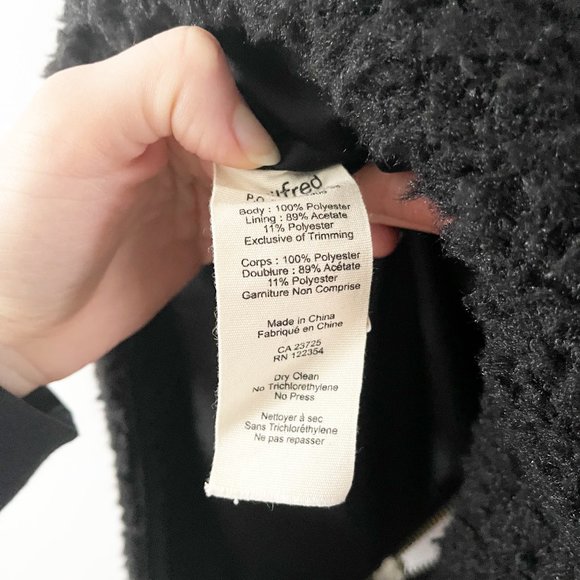 Body : 100% Polyester
Lining : 89% Acetate
11% Polyester
Exclusive of Trimming
Corps : 100% Polyester
Doublure : 89% Acétate
11% Polyester
Garniture Non Comprise
Made in China
Fabriqué en Chine
CA 23725
RN 122354
Dry Clean
No Trichlorethylene
No Press
Nettoyer à sec
Sans Trichloréthylène
Ne pas repasser